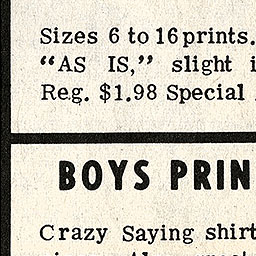 Sizes 6 to 16 prints.
"AS IS," slight
Reg. $1.98 Special
BOYS PRIN
Crazy Saying shirt